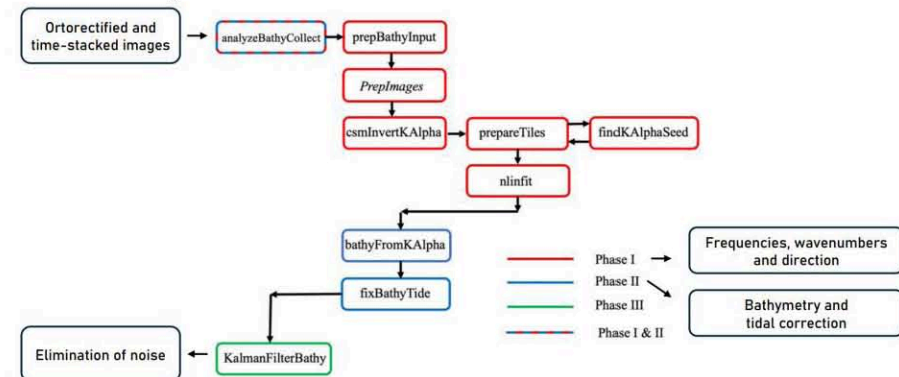 Ortorectified and
time-stacked images
analyzeBathyCollect
prepBathyInput
PrepImages
csmInvertKAlpha
prepareTiles
findKAlphaSeed
nlinfit
bathyFromKAlpha
fixBathyTide
KalmanFilterBathy
Elimination of noise
Phase I
Phase II
Phase III
Phase I & II
Frequencies, wavenumbers
and direction
Bathymetry and
tidal correction